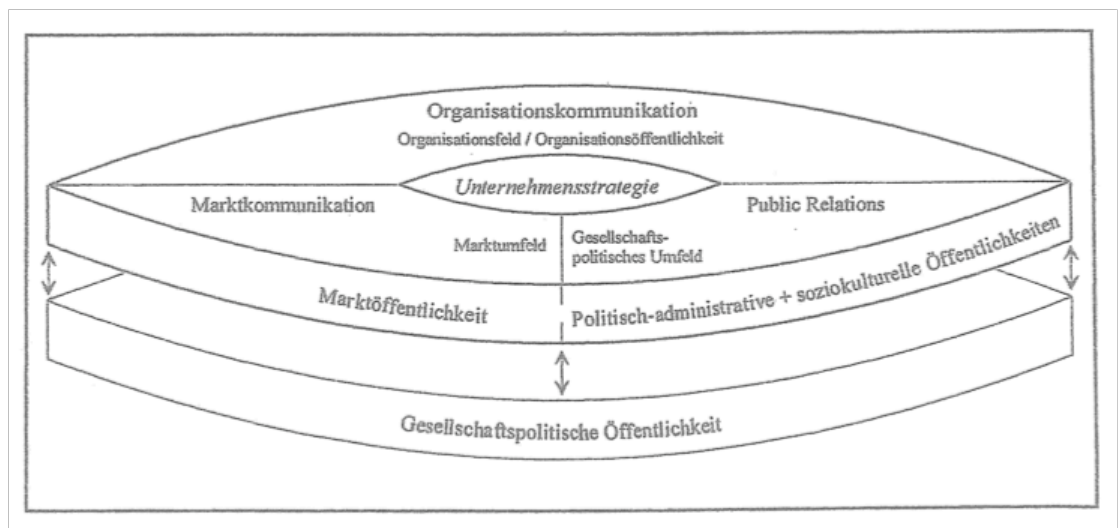 Organisationskommunikation
Organisationsfeld / Organisationsöffentlichkeit
Unternehmensstrategie
Marktkommunikation
Public Relations
Marktumfeld
Gesellschafts-
politisches Umfeld
Marktöffentlichkeit
Politisch-administrative + soziokulturelle Öffentlichkeiten
Gesellschaftspolitische Öffentlichkeit